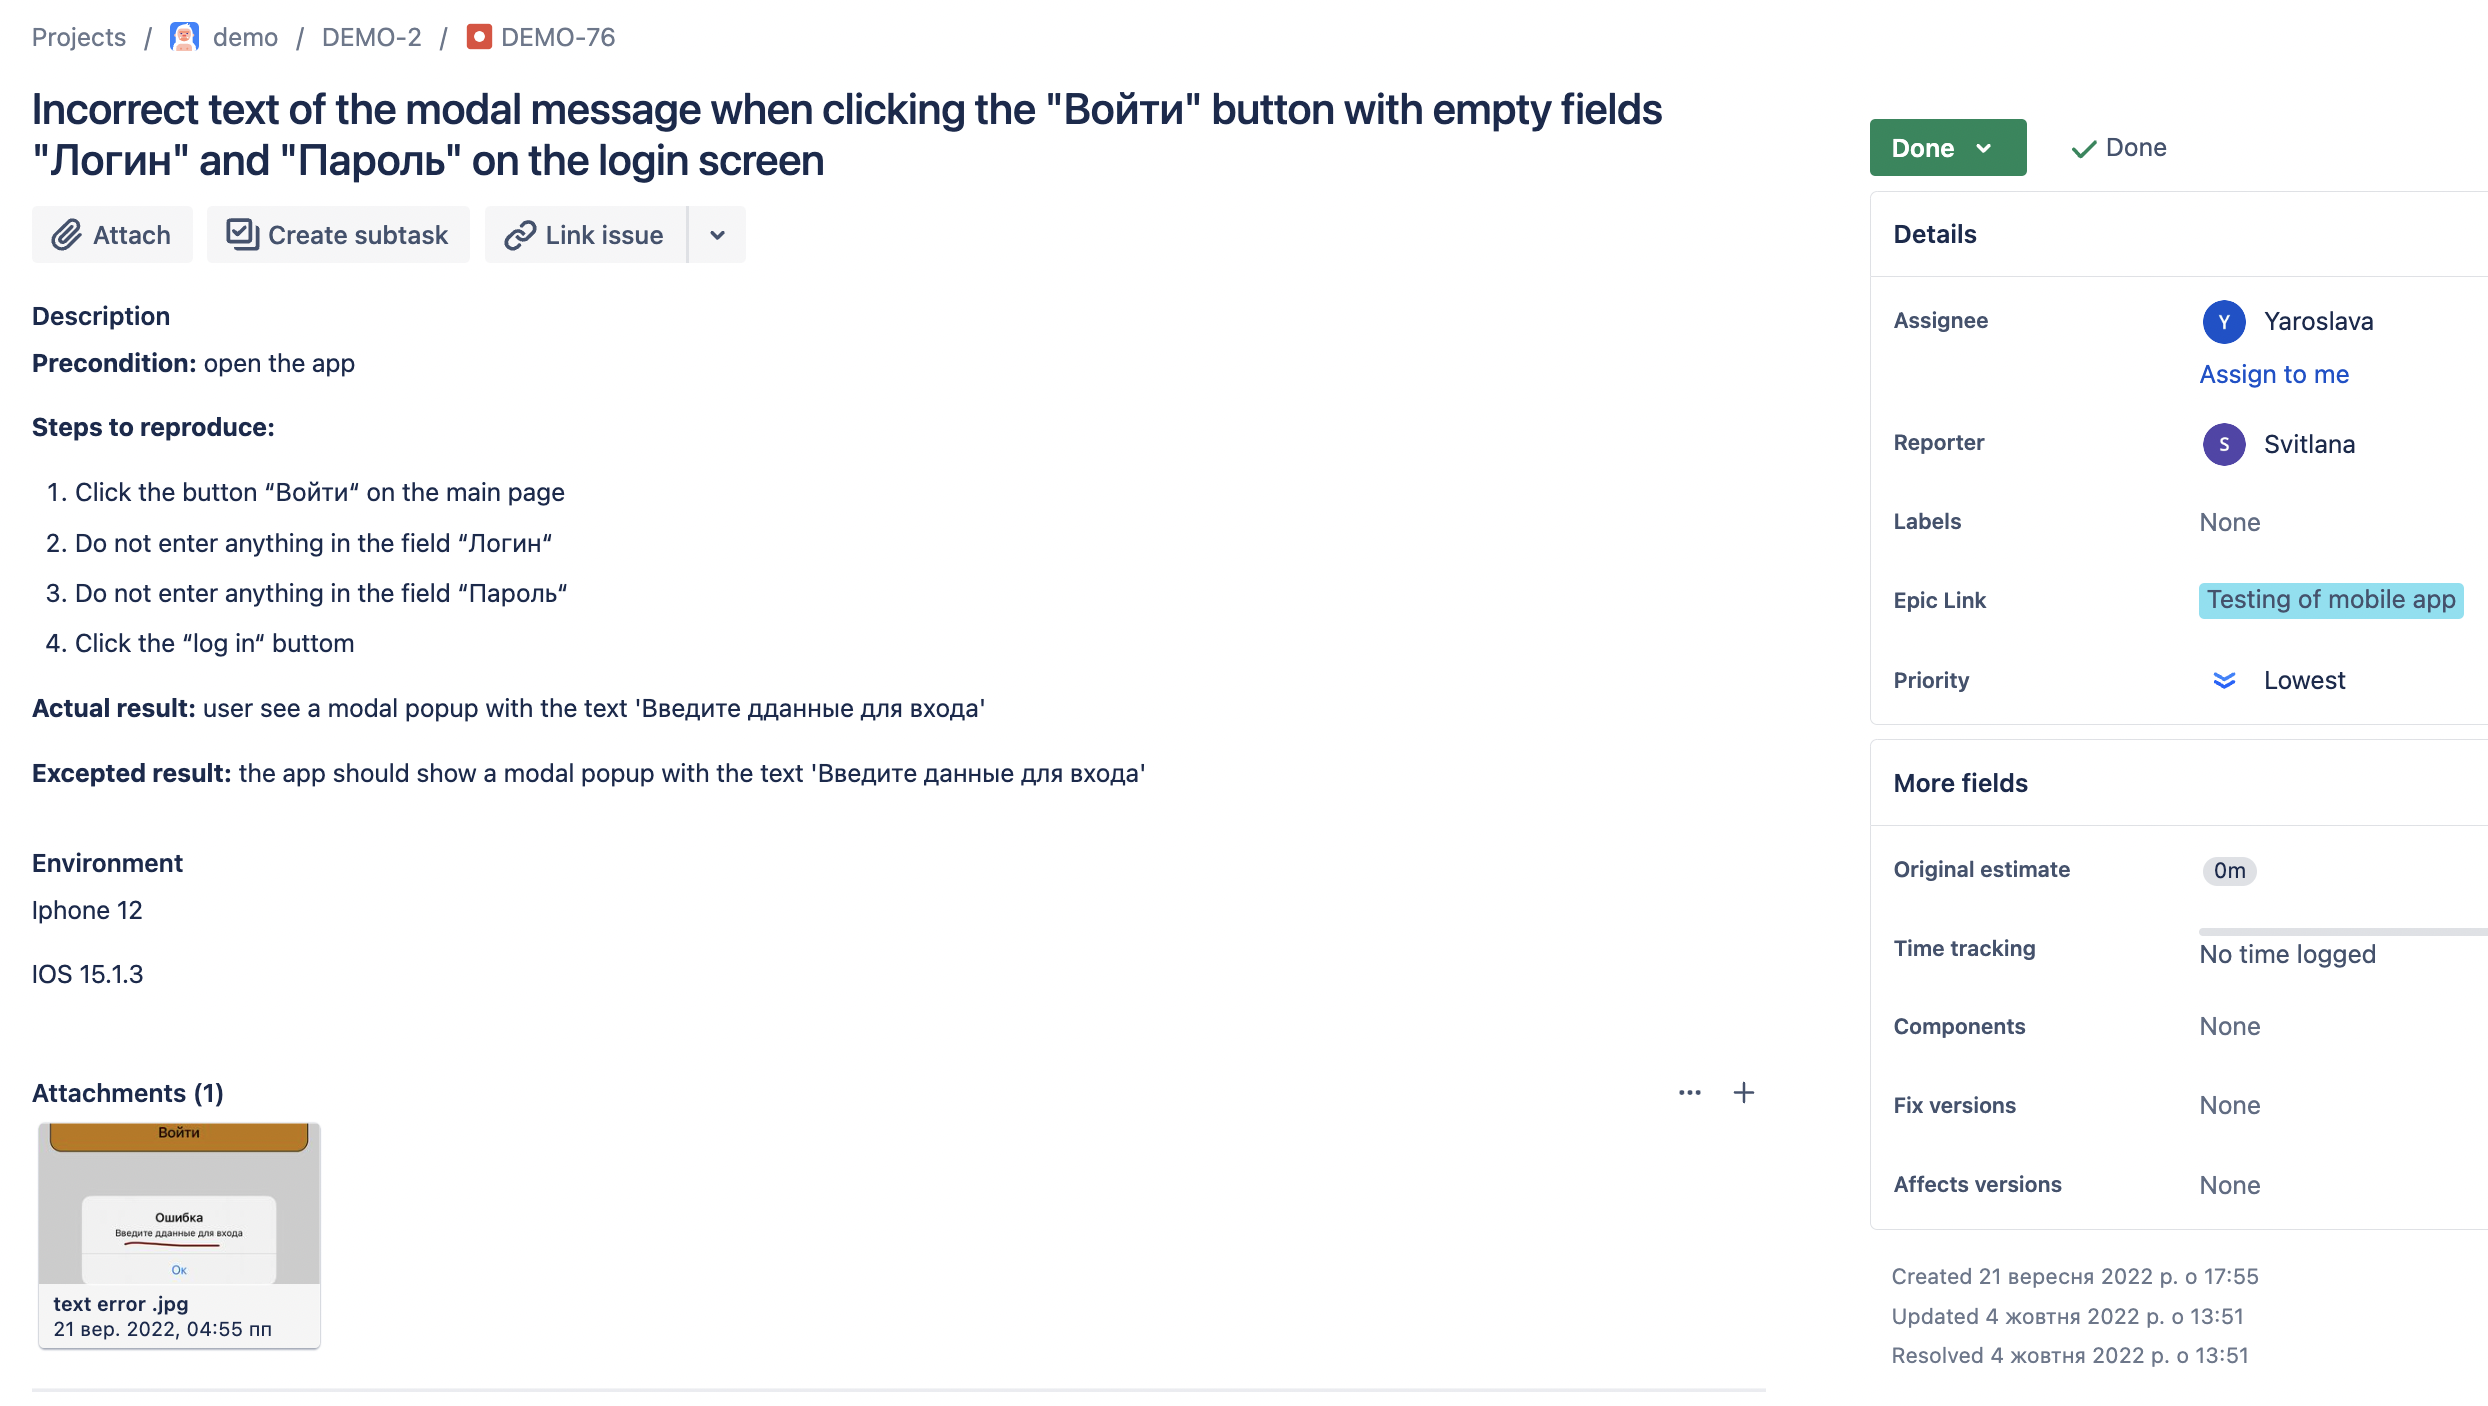 Projects / demo / DEMO-2 / DEMO-76
Incorrect text of the modal message when clicking the "Войти" button with empty fields
"Логин" and "Пароль" on the login screen
Attach Create subtask Link issue
Description
Precondition: open the app
Steps to reproduce:
1. Click the button “Войти“ on the main page
2. Do not enter anything in the field “Логин“
3. Do not enter anything in the field “Пароль“
4. Click the “log in“ buttom
Actual result: user see a modal popup with the text 'Введите дданные для входа'
Excepted result: the app should show a modal popup with the text 'Введите данные для входа'
Environment
Iphone 12
IOS 15.1.3
Attachments (1)
Войти
Ошибка
Введите дданные для входа
Ок
text error .jpg
21 вер. 2022, 04:55 пп
Done Done
Details
Assignee Y Yaroslava
Assign to me
Reporter S Svitlana
Labels None
Epic Link Testing of mobile app
Priority Lowest
More fields
Original estimate 0m
Time tracking No time logged
Components None
Fix versions None
Affects versions None
Created 21 вересня 2022 р. о 17:55
Updated 4 жовтня 2022 р. о 13:51
Resolved 4 жовтня 2022 р. о 13:51